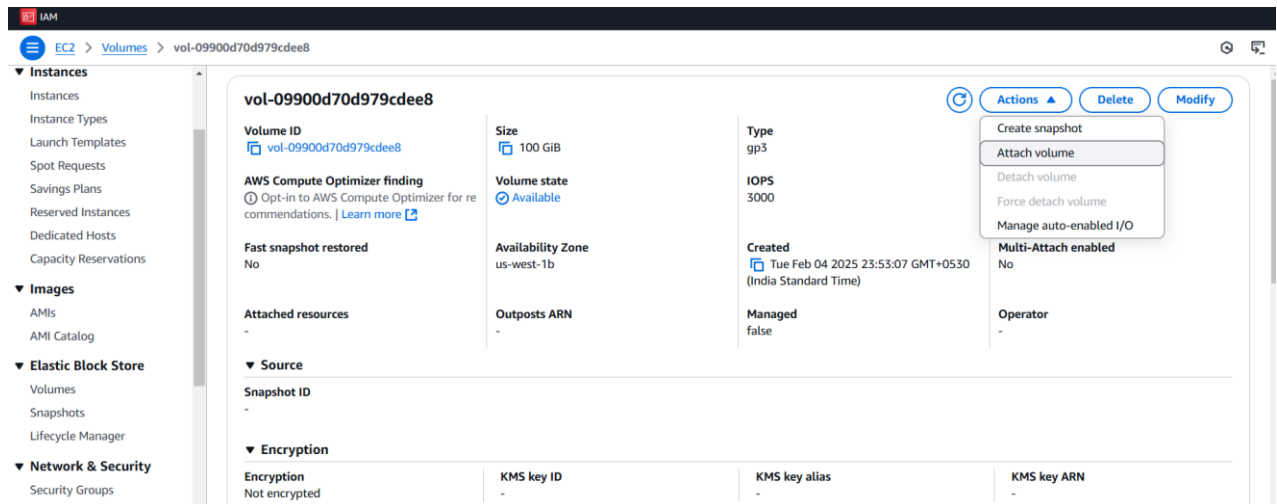 IAM
EC2 > Volumes > vol-09900d70d979cdee8
Instances
Instances
Instance Types
Launch Templates
Spot Requests
Savings Plans
Reserved Instances
Dedicated Hosts
Capacity Reservations
Images
AMIs
AMI Catalog
Elastic Block Store
Volumes
Snapshots
Lifecycle Manager
Network & Security
Security Groups
vol-09900d70d979cdee8
Actions
Delete
Modify
Create snapshot
Attach volume
Detach volume
Force detach volume
Manage auto-enabled I/O
Volume ID
vol-09900d70d979cdee8
Size
100 GiB
Type
gp3
AWS Compute Optimizer finding
Opt-in to AWS Compute Optimizer for re
commendations. | Learn more
Volume state
Available
IOPS
3000
Fast snapshot restored
No
Availability Zone
us-west-1b
Created
Tue Feb 04 2025 23:53:07 GMT+0530
(India Standard Time)
Multi-Attach enabled
No
Attached resources
-
Outposts ARN
-
Managed
false
Operator
-
Source
Snapshot ID
-
Encryption
Encryption
Not encrypted
KMS key ID
-
KMS key alias
-
KMS key ARN
-